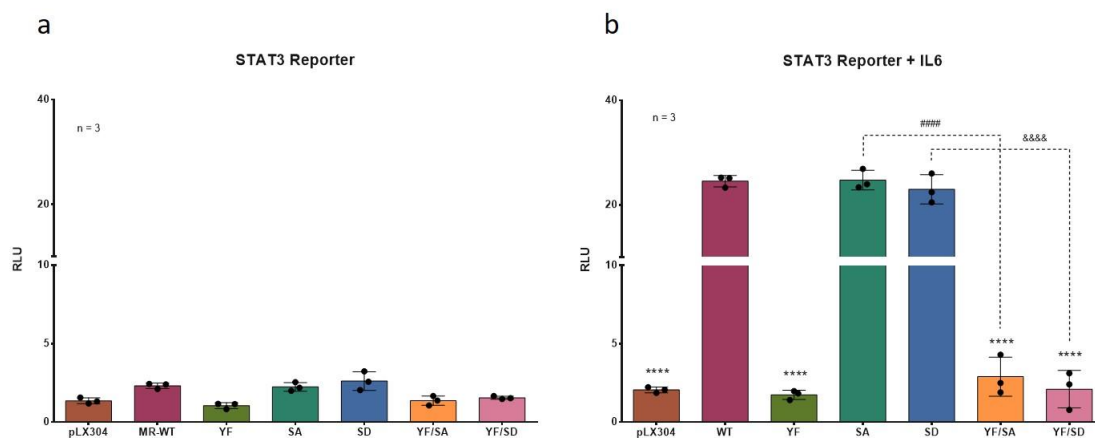 a
STAT3 Reporter
40
n = 3
20
RLU
10
5
0
pLX304 MR-WT YF SA SD YF/SA YF/SD
b
STAT3 Reporter + IL6
40
n = 3
####
&&&&
20
RLU
10
5
0
**** **** **** ****
pLX304 WT YF SA SD YF/SA YF/SD